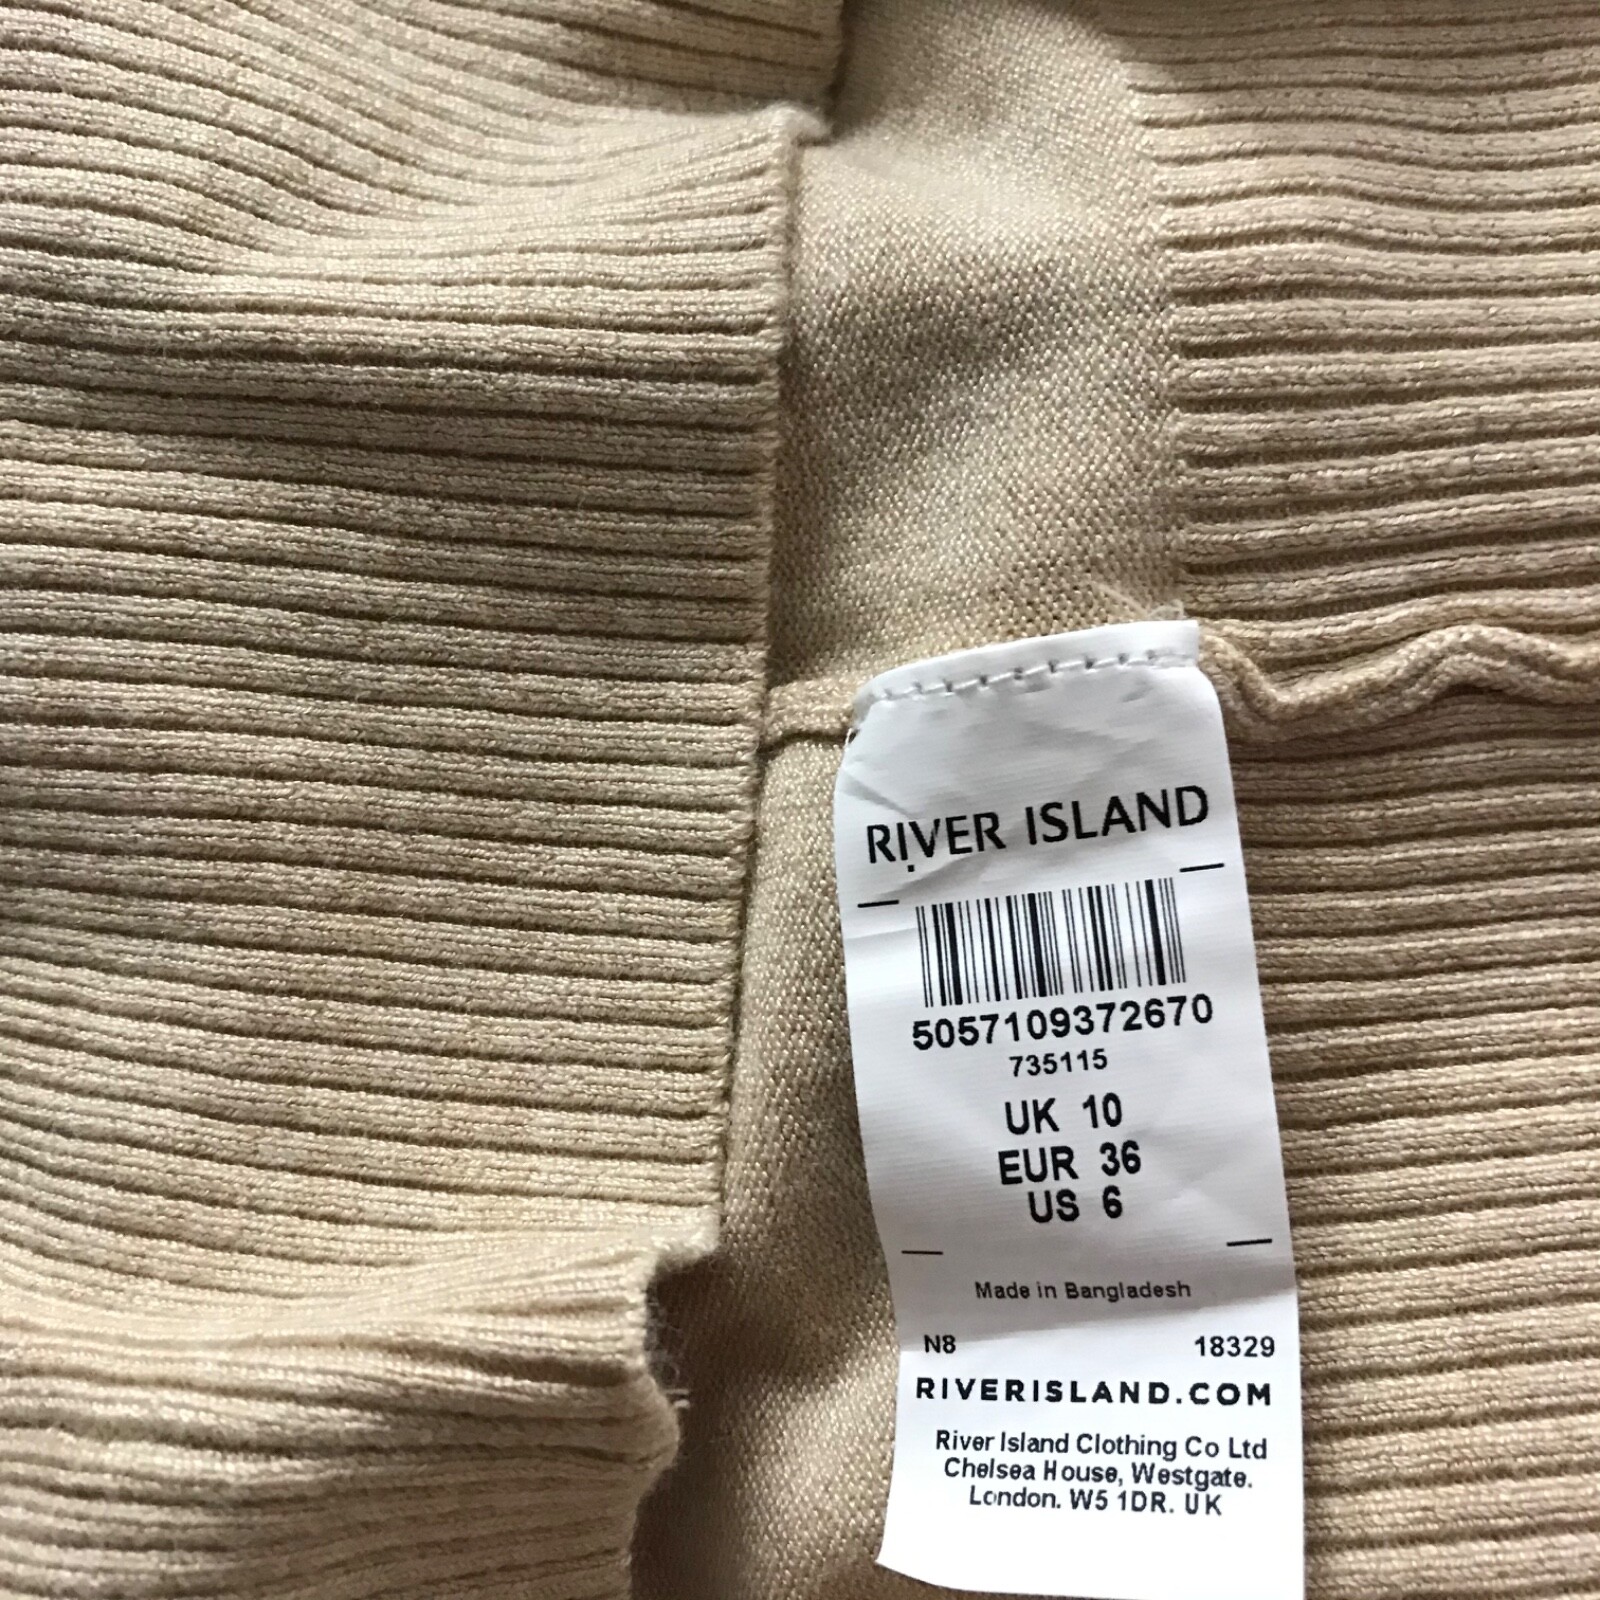 RIVER ISLAND
5057109372670
735115
UK 10
EUR 36
US 6
Made in Bangladesh
N8 18329
RIVERISLAND.COM
River Island Clothing Co Ltd
Chelsea House, Westgate.
London. W5 1DR. UK